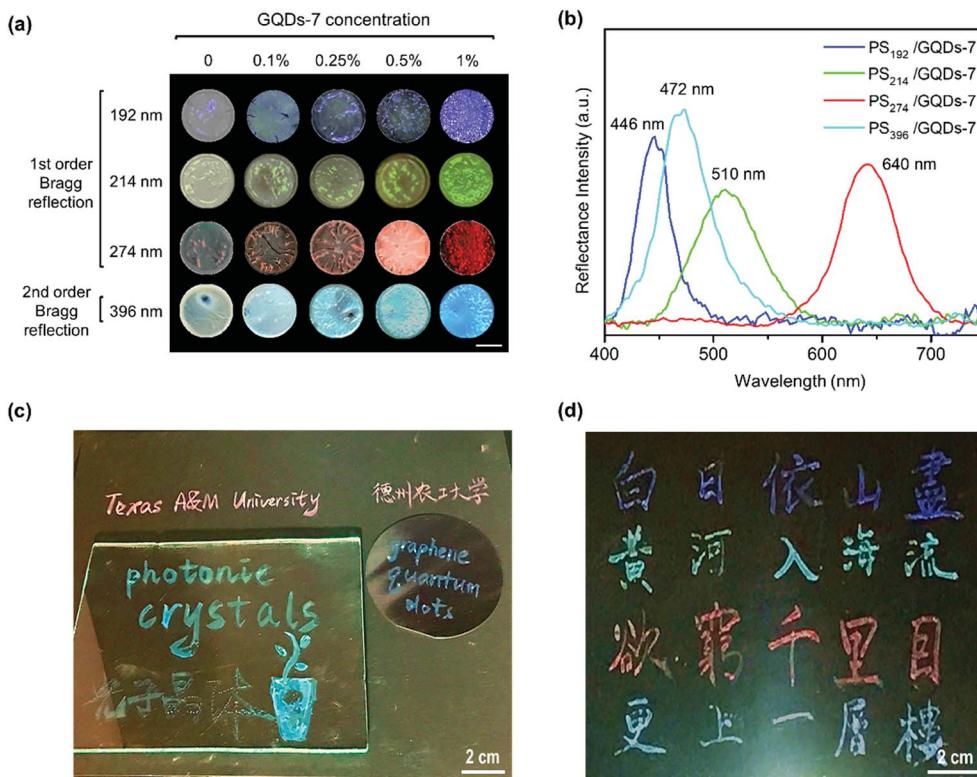 (a)
GQDs-7 concentration
0 0.1% 0.25% 0.5% 1%
1st order
Bragg
reflection
192 nm
214 nm
274 nm
2nd order
Bragg
reflection
396 nm
(b)
Reflectance Intensity (a.u.)
PS192/GQDs-7
PS214/GQDs-7
PS274/GQDs-7
PS396/GQDs-7
446 nm
472 nm
510 nm
640 nm
400 500 600 700
Wavelength (nm)
(c)
Texas A&M University
德州农工大学
photonic
crystals
光子晶体
graphene
quantum
dots
2 cm
(d)
白日依山盡
黃河入海流
欲窮千里目
更上一層樓
2 cm